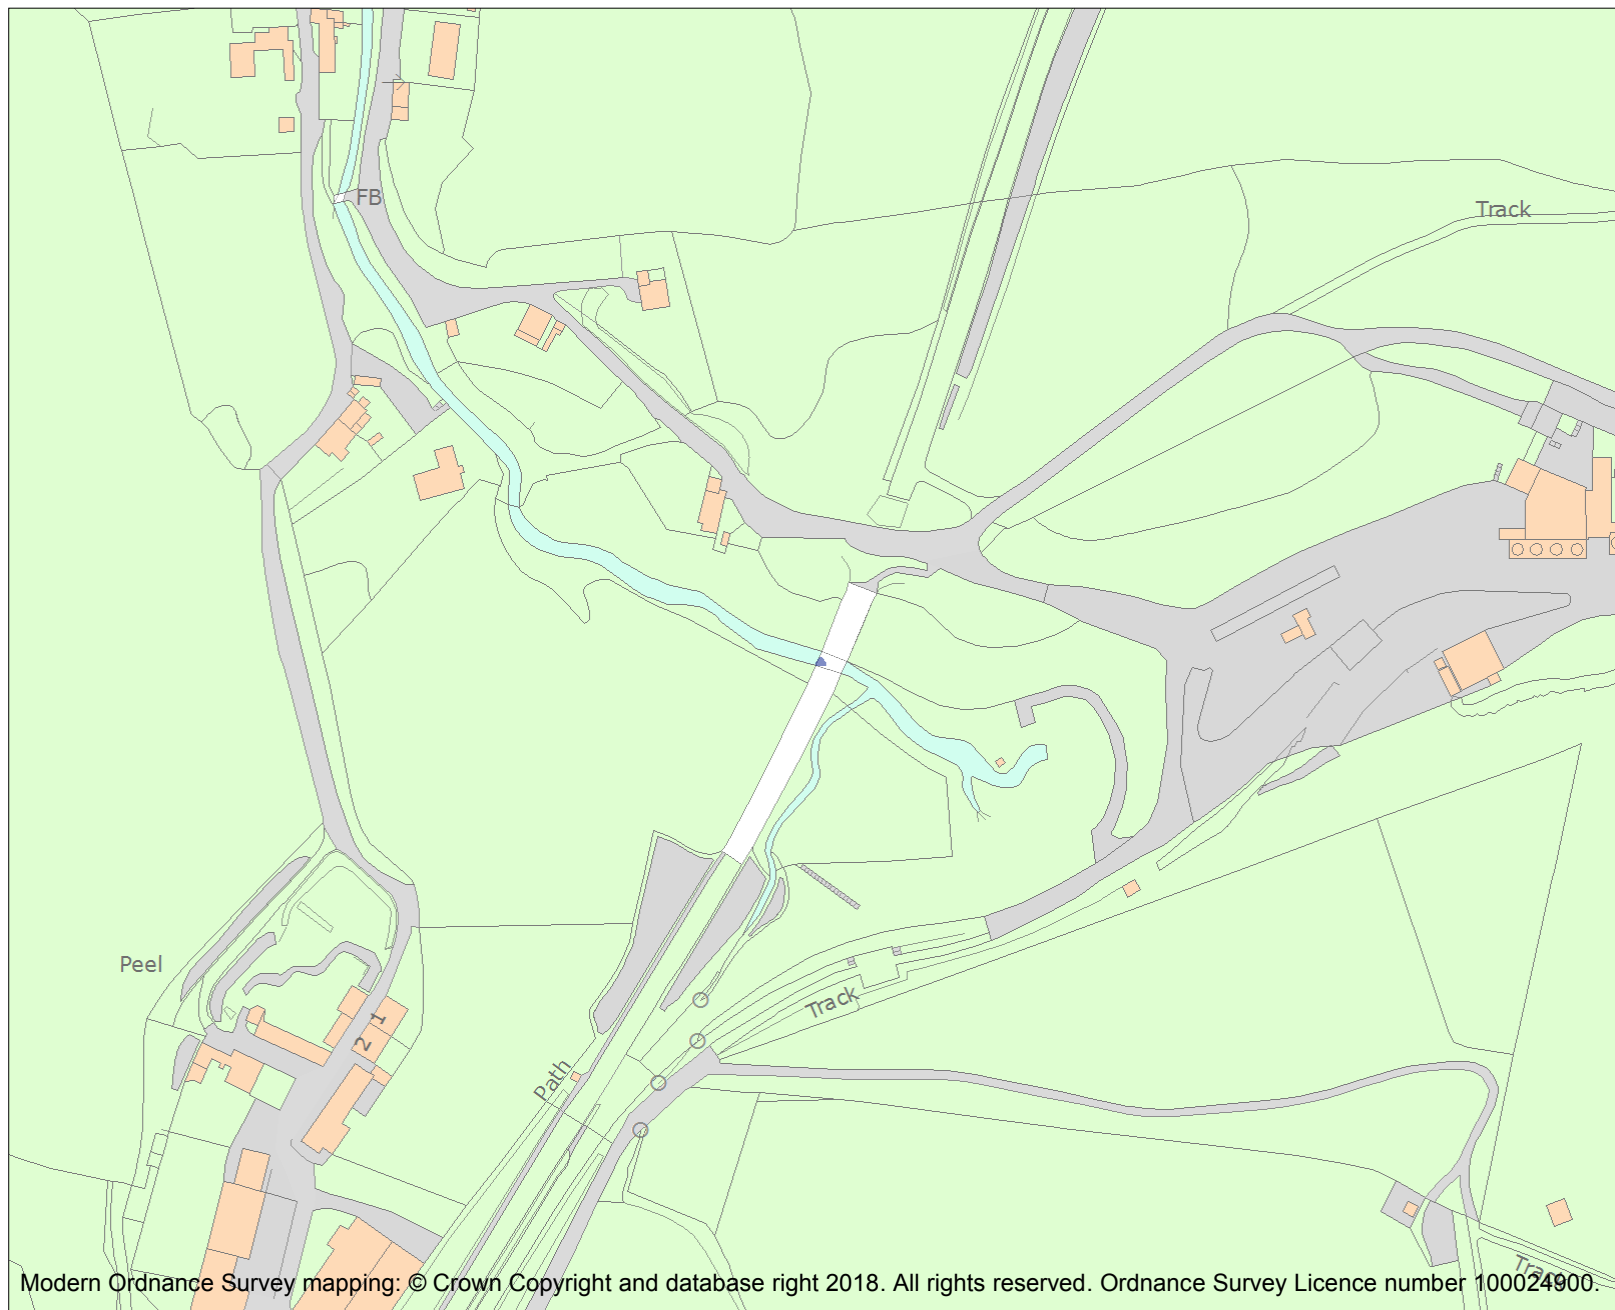 FB
Track
Peel
Track
1
2
Path
Track
Modern Ordnance Survey mapping: © Crown Copyright and database right 2018. All rights reserved. Ordnance Survey Licence number 100024900.